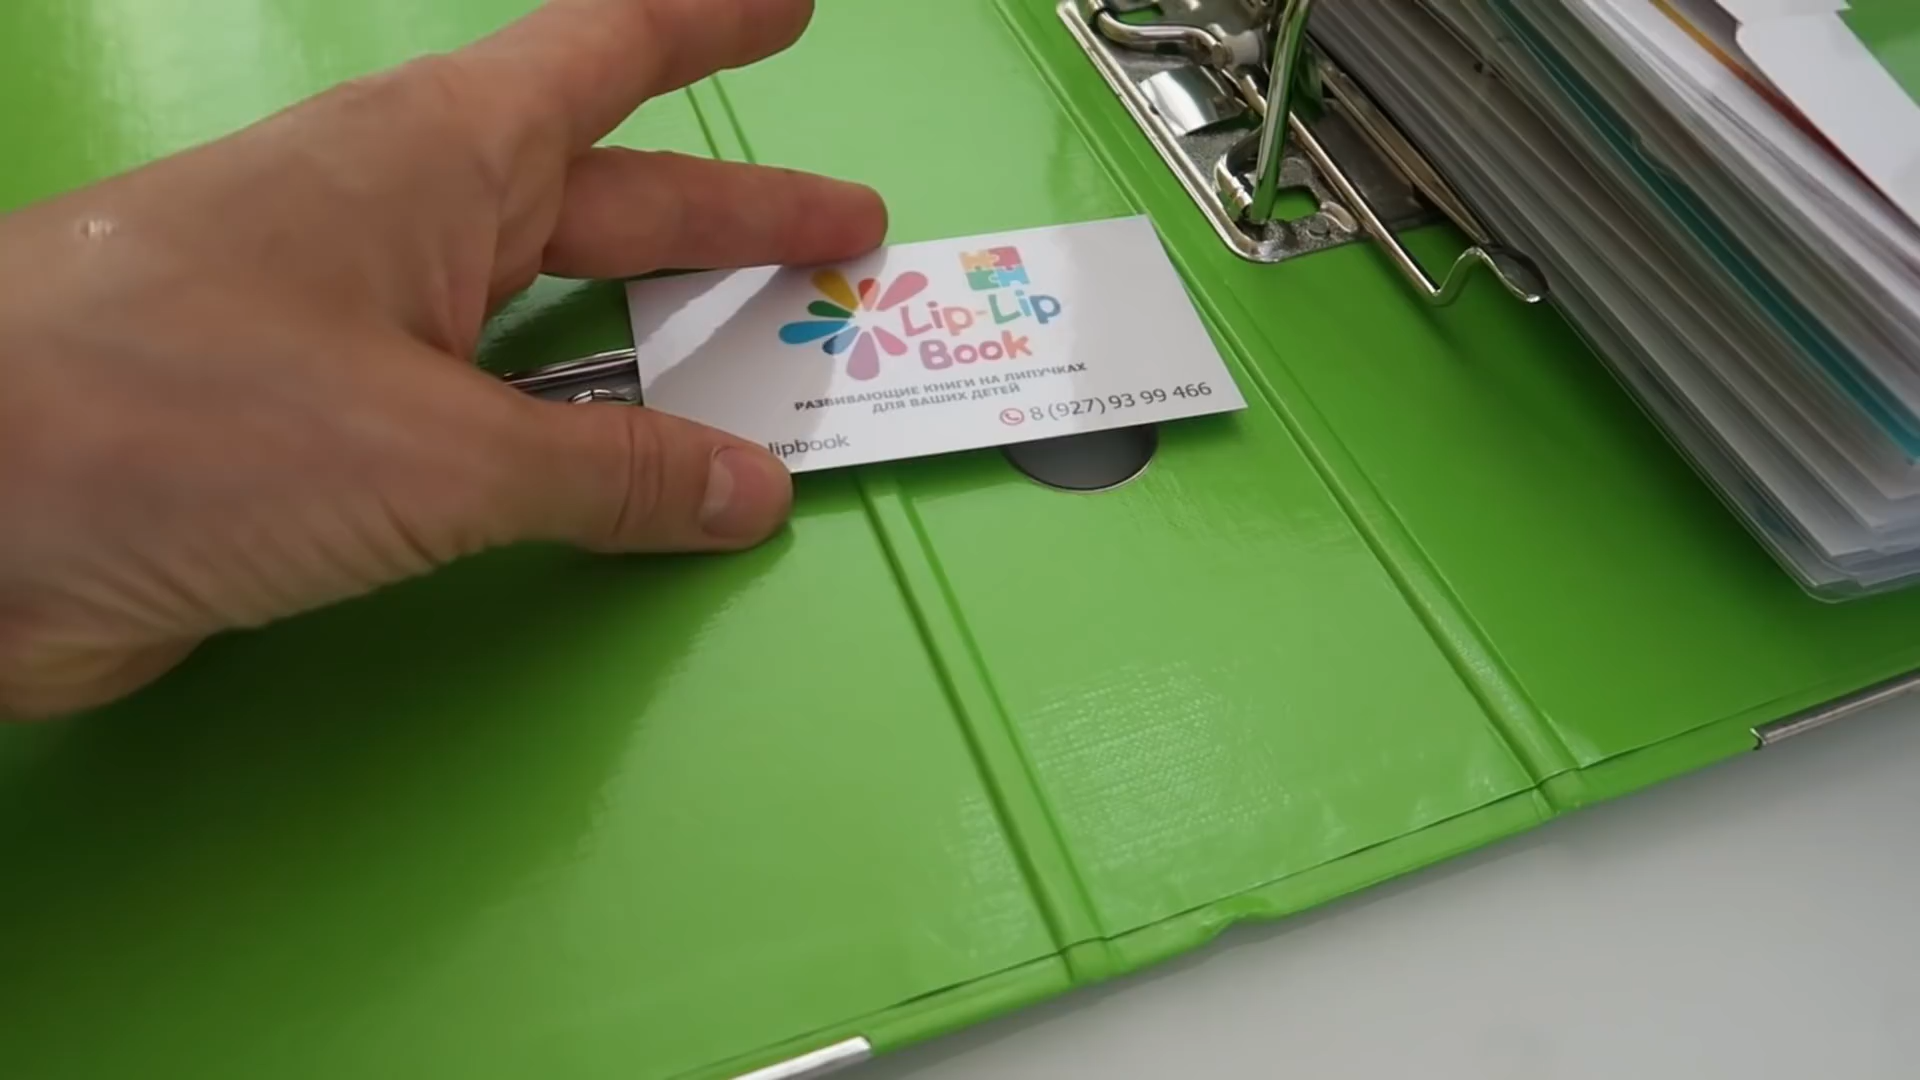 Lip-Lip
Book
РАЗВИВАЮЩИЕ КНИГИ НА ЛИПУЧКАХ
ДЛЯ ВАШИХ ДЕТЕЙ
8 (927) 93 99 466
lipbook